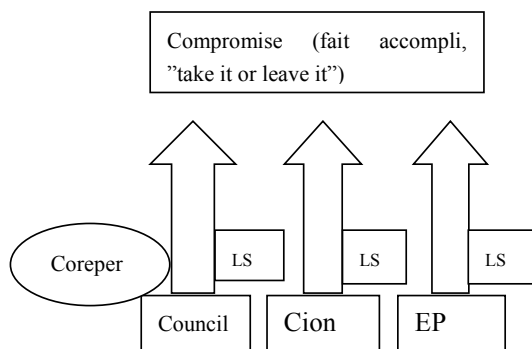 Compromise (fait accompli,
”take it or leave it”)
Coreper
LS
LS
LS
Council
Cion
EP